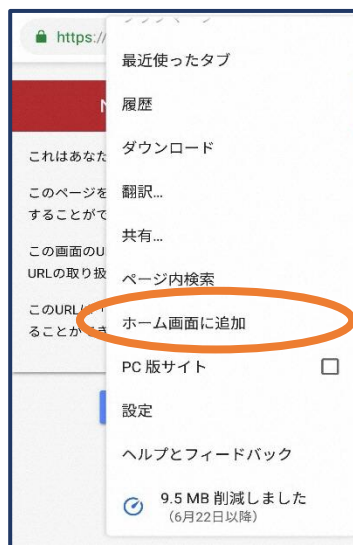 https://
最近使ったタブ
履歴
ダウンロード
翻訳...
共有...
ページ内検索
ホーム画面に追加
PC 版サイト
設定
ヘルプとフィードバック
9.5 MB 削減しました
(6月22日以降)
これはあなた
このページを
することがで
この画面のU
URLの取り扱
このURL
ることができ